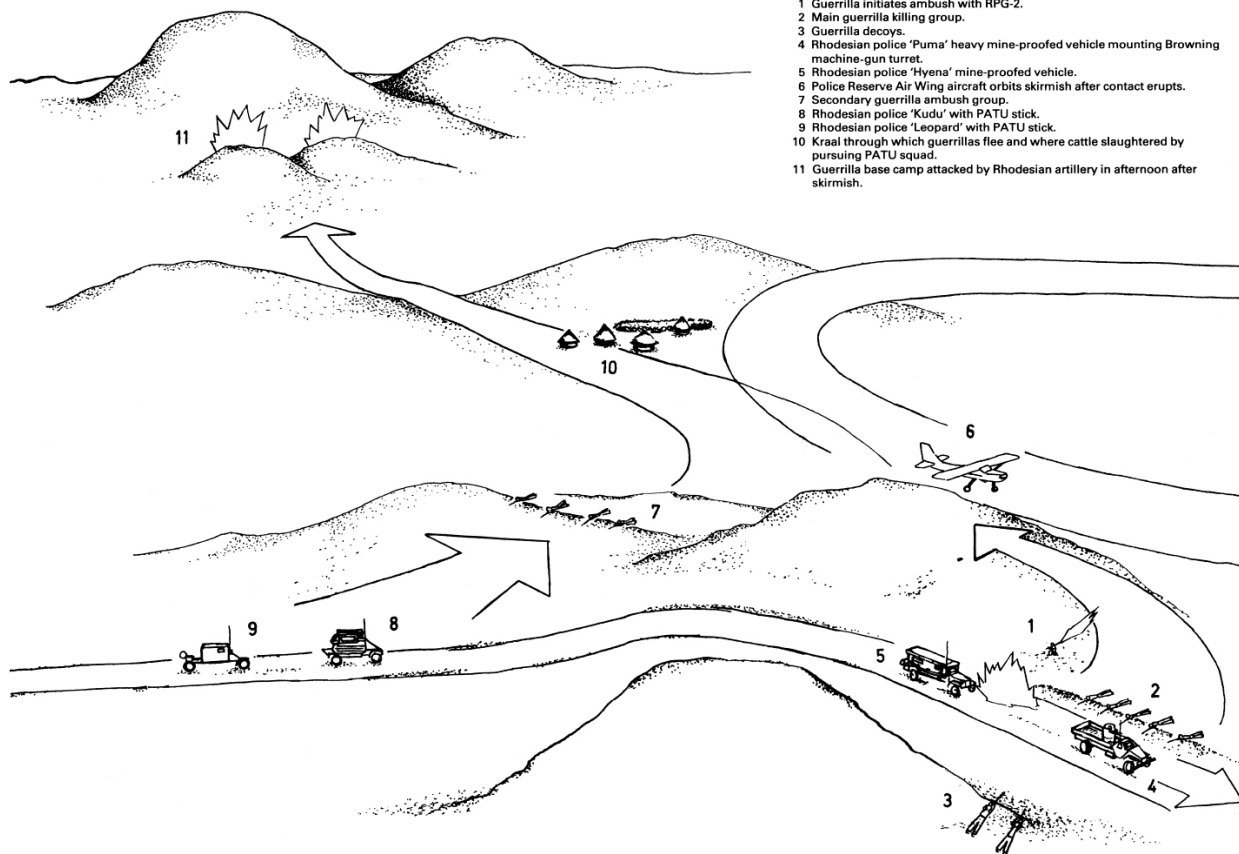 1 Guerrilla initiates ambush with RPG-2.
2 Main guerrilla killing group.
3 Guerrilla decoys.
4 Rhodesian police 'Puma' heavy mine-proofed vehicle mounting Browning
machine-gun turret.
5 Rhodesian police 'Hyena' mine-proofed vehicle.
6 Police Reserve Air Wing aircraft orbits skirmish after contact erupts.
7 Secondary guerrilla ambush group.
8 Rhodesian police 'Kudu' with PATU stick.
9 Rhodesian police 'Leopard' with PATU stick.
10 Kraal through which guerrillas flee and where cattle slaughtered by
pursuing PATU squad.
11 Guerrilla base camp attacked by Rhodesian artillery in afternoon after
skirmish.
11
10
6
7
9
8
1
5
2
4
3